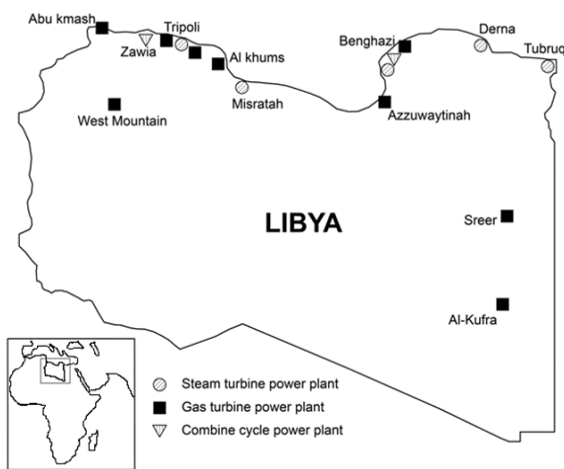 Abu kmash
Tripoli
Zawia
Al khums
Misratah
West Mountain
Benghazi
Derna
Tubruq
Azzuwaytinah
LIBYA
Sreer
Al-Kufra
Steam turbine power plant
Gas turbine power plant
Combine cycle power plant